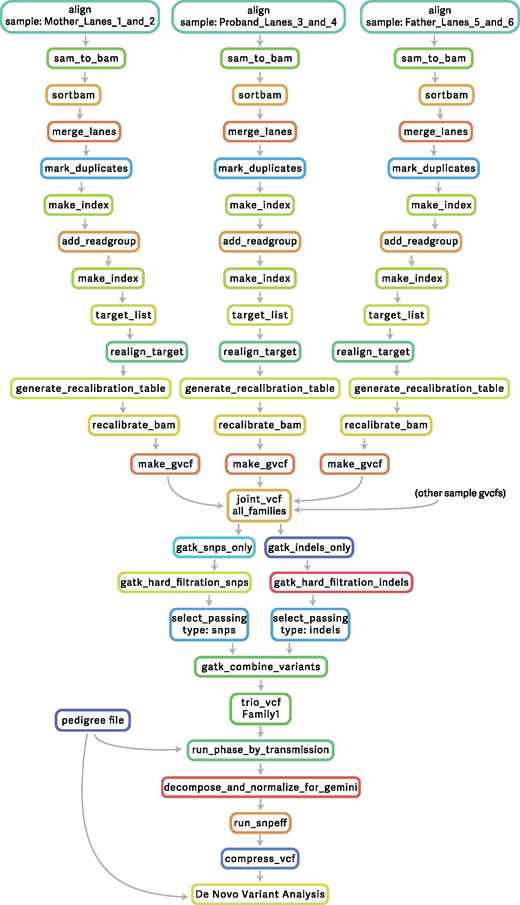 align align align
sample: Mother_Lanes_1_and_2 sample: Proband_Lanes_3_and_4 sample: Father_Lanes_5_and_6
sam_to_bam sam_to_bam sam_to_bam
sortbam sortbam sortbam
merge_lanes merge_lanes merge_lanes
mark_duplicates mark_duplicates mark_duplicates
make_index make_index make_index
add_readgroup add_readgroup add_readgroup
make_index make_index make_index
target_list target_list target_list
realign_target realign_target realign_target
generate_recalibration_table generate_recalibration_table generate_recalibration_table
recalibrate_bam recalibrate_bam recalibrate_bam
make_gvcf make_gvcf make_gvcf
joint_vcf
all_families
(other sample gvcfs)
gatk_snps_only gatk_indels_only
gatk_hard_filtration_snps gatk_hard_filtration_indels
select_passing select_passing
type: snps type: indels
gatk_combine_variants
trio_vcf
Family1
pedigree file
run_phase_by_transmission
decompose_and_normalize_for_gemini
run_snpeff
compress_vcf
De Novo Variant Analysis